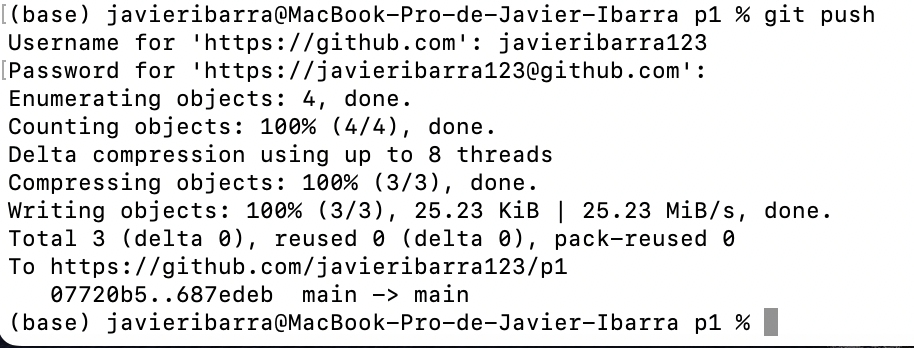 [(base) javieribarra@MacBook-Pro-de-Javier-Ibarra p1 % git push
Username for 'https://github.com': javieribarra123
[Password for 'https://javieribarra123@github.com':
Enumerating objects: 4, done.
Counting objects: 100% (4/4), done.
Delta compression using up to 8 threads
Compressing objects: 100% (3/3), done.
Writing objects: 100% (3/3), 25.23 KiB | 25.23 MiB/s, done.
Total 3 (delta 0), reused 0 (delta 0), pack-reused 0
To https://github.com/javieribarra123/p1
   07720b5..687edeb  main -> main
(base) javieribarra@MacBook-Pro-de-Javier-Ibarra p1 %